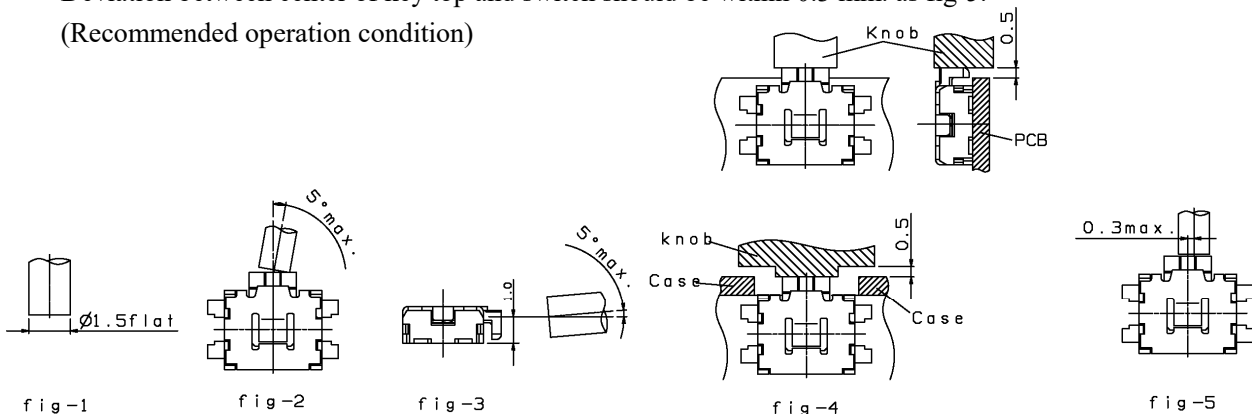 Deviation between center of key top and switch should be within 0.3 mm. as fig-5.
(Recommended operation condition)
Knob
0.5
PCB
5°max.
5°max.
0.3max.
knob
0.5
Case
Case
1.0
Ø1.5flat
fig-1
fig-2
fig-3
fig-4
fig-5